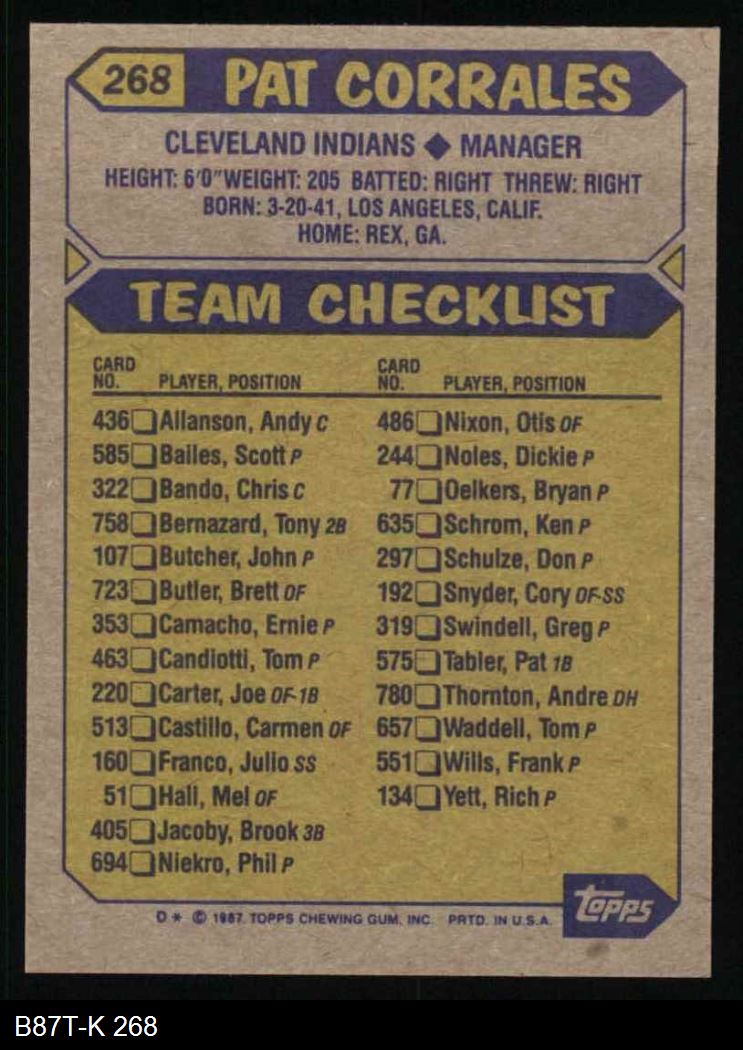 268 PAT CORRALES
CLEVELAND INDIANS ◆ MANAGER
HEIGHT: 6'0" WEIGHT: 205 BATTED: RIGHT THREW: RIGHT
BORN: 3-20-41, LOS ANGELES, CALIF.
HOME: REX, GA.
TEAM CHECKLIST
CARD NO. PLAYER, POSITION
436 Allanson, Andy C
585 Bailes, Scott P
322 Bando, Chris C
758 Bernazard, Tony 2B
107 Butcher, John P
723 Butler, Brett OF
353 Camacho, Ernie P
463 Candiotti, Tom P
220 Carter, Joe OF-1B
513 Castillo, Carmen OF
160 Franco, Julio SS
51 Hall, Mel OF
405 Jacoby, Brook 3B
694 Niekro, Phil P
CARD NO. PLAYER, POSITION
486 Nixon, Otis OF
244 Noles, Dickie P
77 Oelkers, Bryan P
635 Schrom, Ken P
297 Schulze, Don P
192 Snyder, Cory OF-SS
319 Swindell, Greg P
575 Tabler, Pat 1B
780 Thornton, Andre DH
657 Waddell, Tom P
551 Wills, Frank P
134 Yett, Rich P
topps
D * © 1987 TOPPS CHEWING GUM, INC. PRTD. IN U.S.A.
B87T-K 268